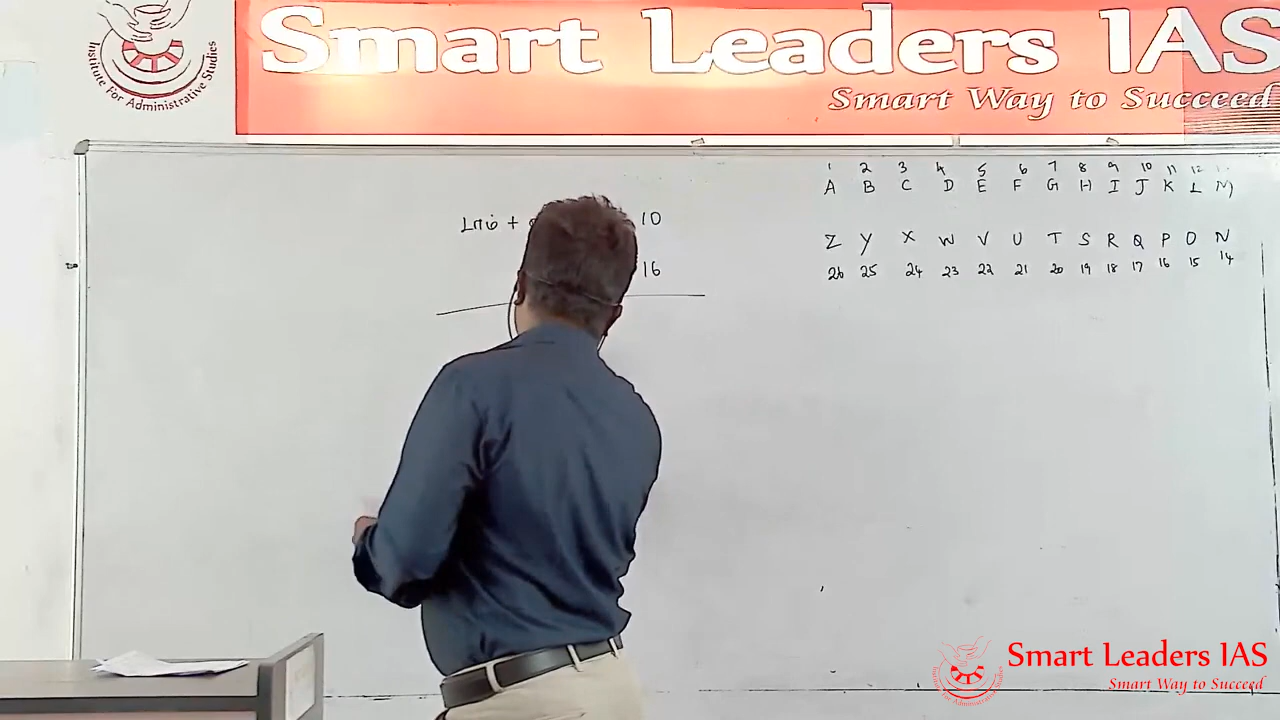 Smart Leaders IAS
Smart Way to Succeed
Institute For Administrative Studies
1 2 3 4 5 6 7 8 9 10 11 12
A B C D E F G H I J K L M
ராம் + 10
Z Y X W V U T S R Q P O N
26 25 24 23 22 21 20 19 18 17 16 15 14
16
Smart Leaders IAS
Smart Way to Succeed